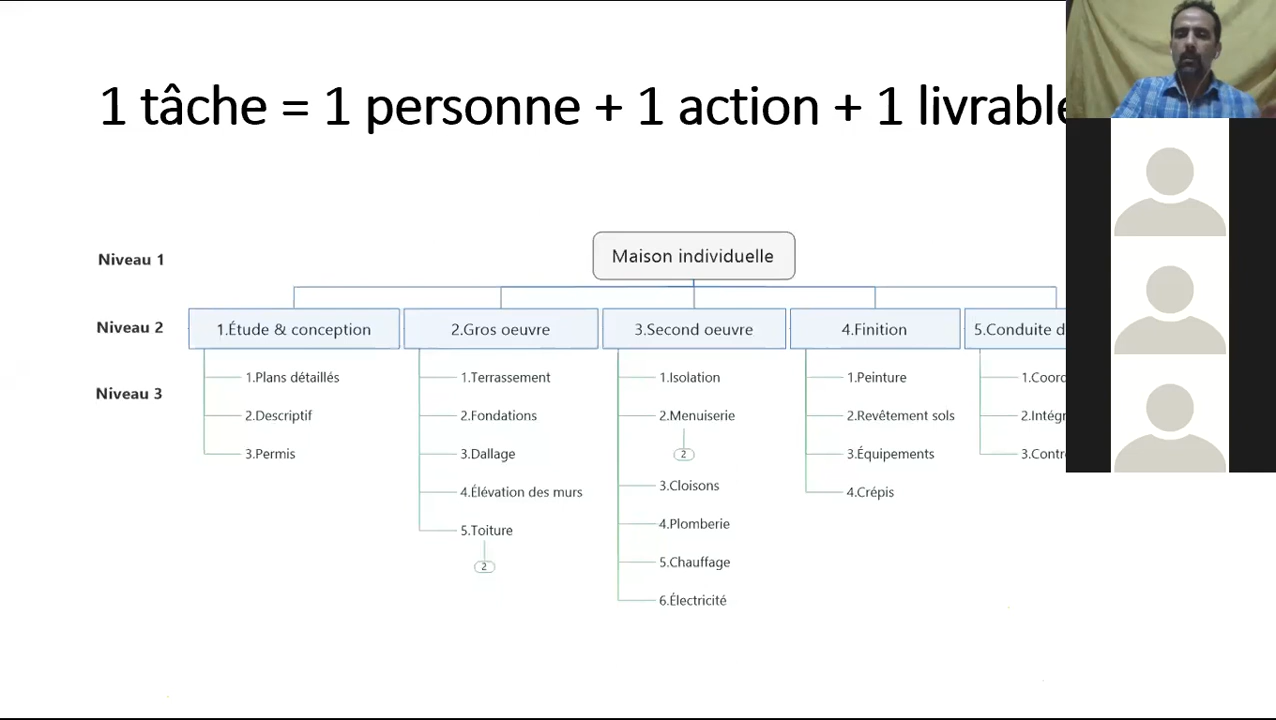 1 tâche = 1 personne + 1 action + 1 livrable
Niveau 1
Maison individuelle
Niveau 2
1.Étude & conception
2.Gros oeuvre
3.Second oeuvre
4.Finition
5.Conduite
Niveau 3
1.Plans détaillés
2.Descriptif
3.Permis
1.Terrassement
2.Fondations
3.Dallage
4.Élévation des murs
5.Toiture
2
1.Isolation
2.Menuiserie
2
3.Cloisons
4.Plomberie
5.Chauffage
6.Électricité
1.Peinture
2.Revêtement sols
3.Équipements
4.Crépis